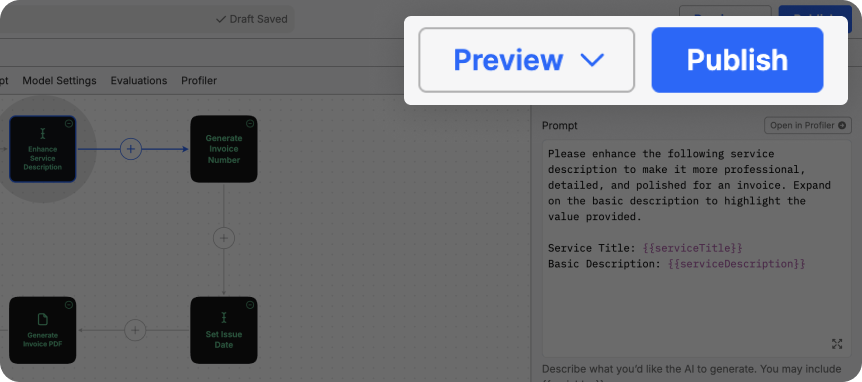 Draft Saved
Preview
Publish
pt
Model Settings
Evaluations
Profiler
Enhance
Service
Description
Generate
Invoice
Number
Generate
Invoice PDF
Set Issue
Date
Prompt
Open in Profiler
Please enhance the following service
description to make it more professional,
detailed, and polished for an invoice. Expand
on the basic description to highlight the
value provided.
Service Title: {{serviceTitle}}
Basic Description: {{serviceDescription}}
Describe what you'd like the AI to generate. You may include